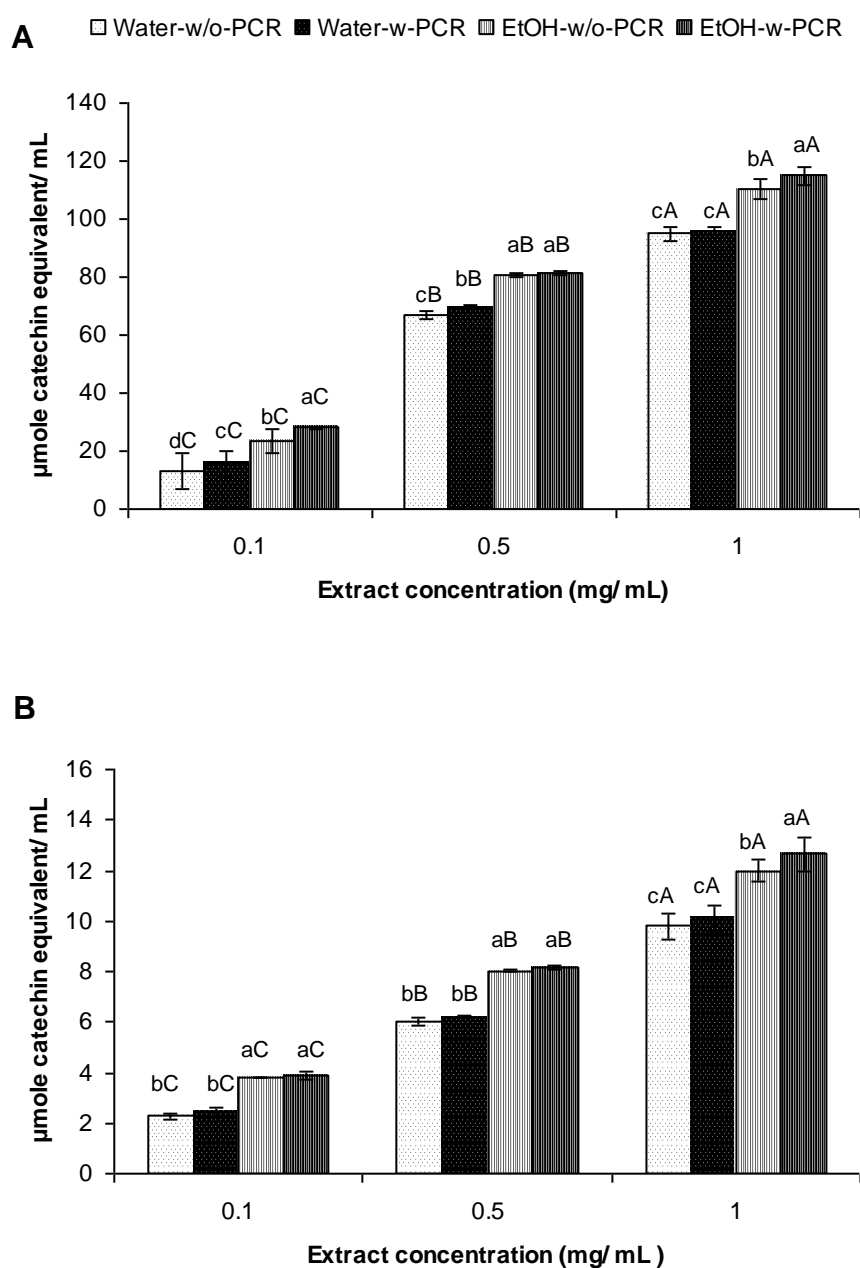 A
Water-w/o-PCR Water-w-PCR EtOH-w/o-PCR EtOH-w-PCR
µmole catechin equivalent/ mL
140
120
100
80
60
40
20
0
dC cC bC aC
cB bB aB aB
cA cA bA aA
0.1 0.5 1
Extract concentration (mg/ mL)
B
µmole catechin equivalent/ mL
16
14
12
10
8
6
4
2
0
bC bC aC aC
bB bB aB aB
cA cA bA aA
0.1 0.5 1
Extract concentration (mg/ mL )